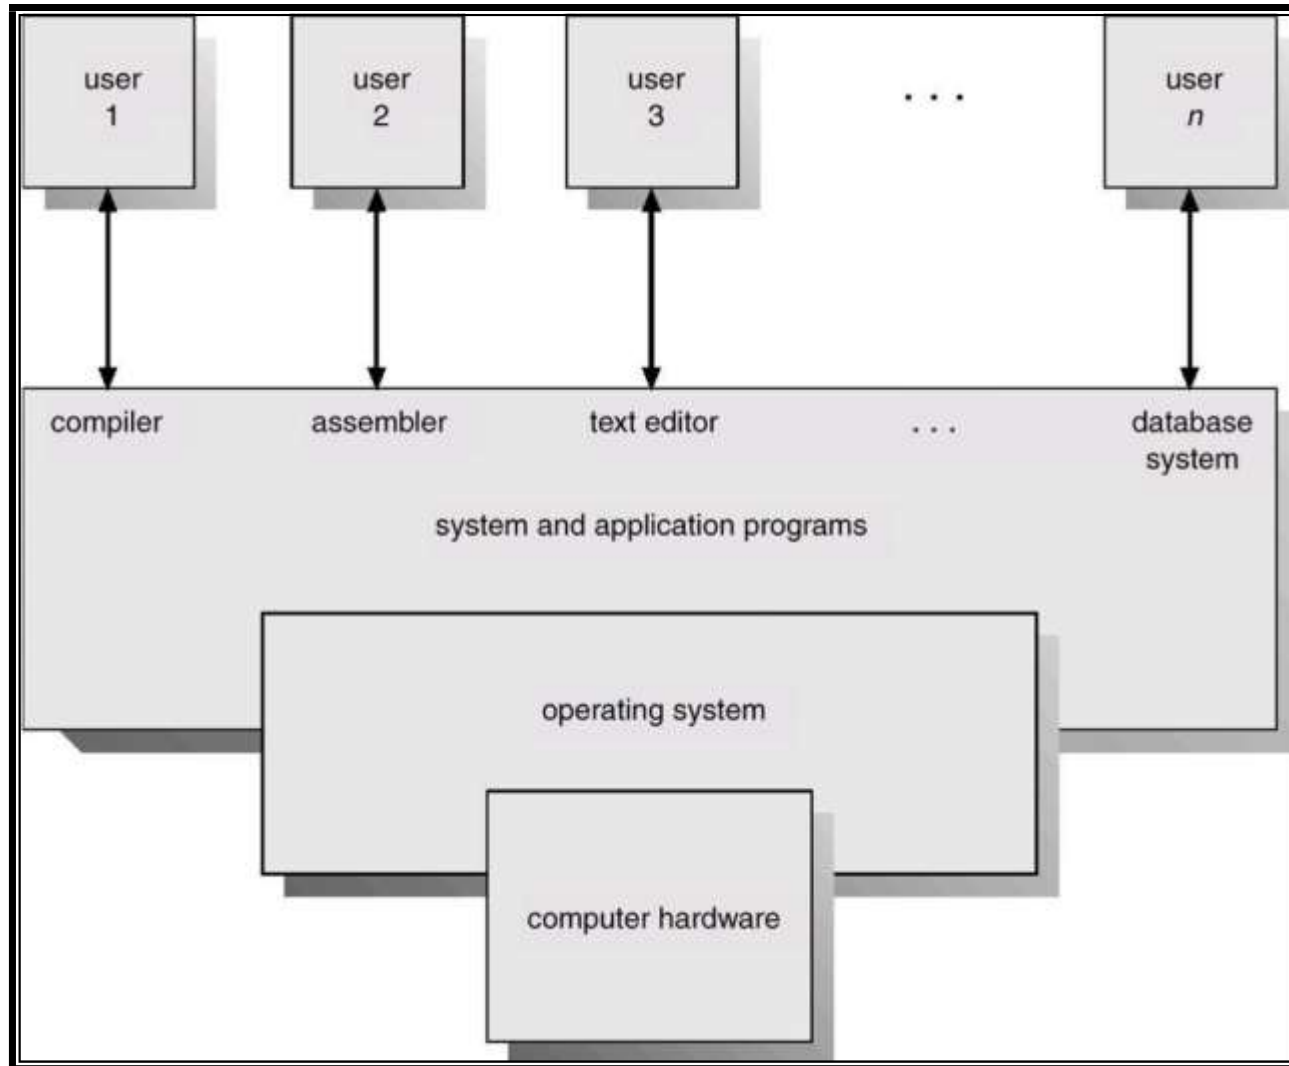 user
1
user
2
user
3
. . .
user
n
compiler
assembler
text editor
. . .
database
system
system and application programs
operating system
computer hardware